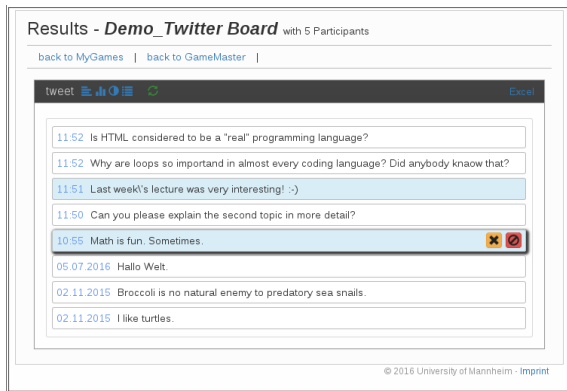 Results - Demo_Twitter Board with 5 Participants
back to MyGames | back to GameMaster |
tweet Excel
11:52 Is HTML considered to be a "real" programming language?
11:52 Why are loops so importand in almost every coding language? Did anybody knaow that?
11:51 Last week\'s lecture was very interesting! :-)
11:50 Can you please explain the second topic in more detail?
10:55 Math is fun. Sometimes.
05.07.2016 Hallo Welt.
02.11.2015 Broccoli is no natural enemy to predatory sea snails.
02.11.2015 I like turtles.
© 2016 University of Mannheim - Imprint